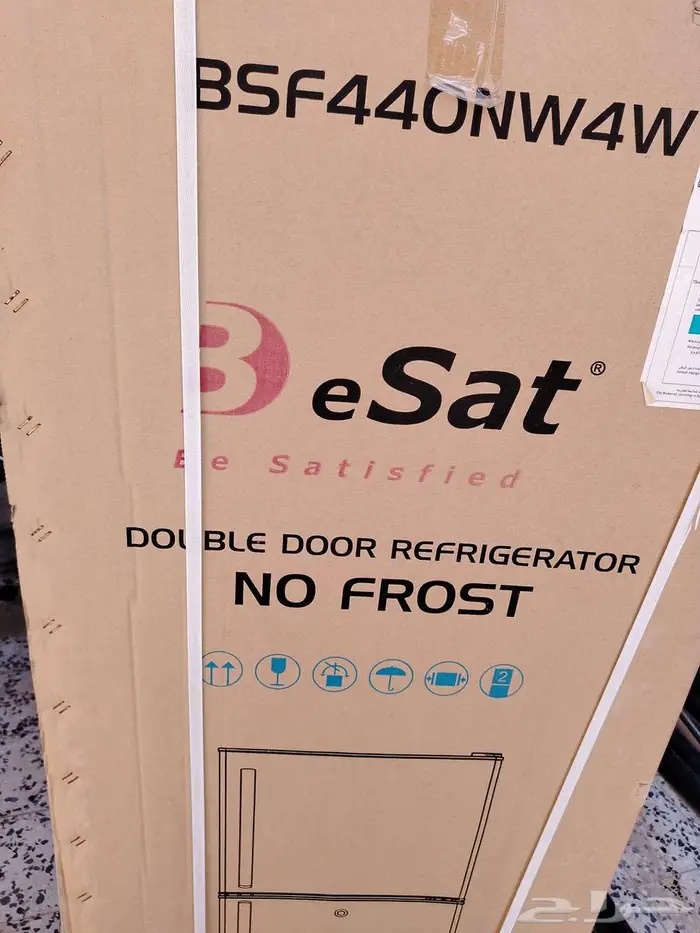 BSF440NW4W
BeSat®
Be Satisfied
DOUBLE DOOR REFRIGERATOR
NO FROST
2
حراج